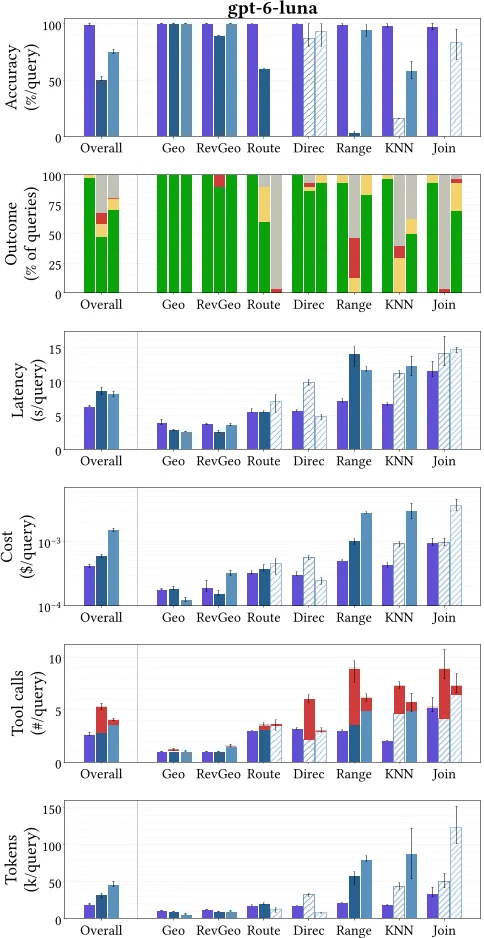 gpt-6-luna
Accuracy
(%/query)
100
50
0
Overall Geo RevGeo Route Direc Range KNN Join
Outcome
(% of queries)
100
75
50
25
0
Overall Geo RevGeo Route Direc Range KNN Join
Latency
(s/query)
15
10
5
0
Overall Geo RevGeo Route Direc Range KNN Join
Cost
($/query)
10⁻³
10⁻⁴
Overall Geo RevGeo Route Direc Range KNN Join
Tool calls
(#/query)
10
5
0
Overall Geo RevGeo Route Direc Range KNN Join
Tokens
(k/query)
150
100
50
0
Overall Geo RevGeo Route Direc Range KNN Join